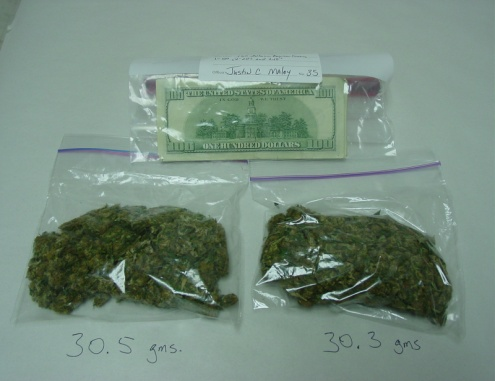 Justin C. Maley
35
THE UNITED STATES OF AMERICA
100 100
ONE HUNDRED DOLLARS
30.5 gms.
30.3 gms